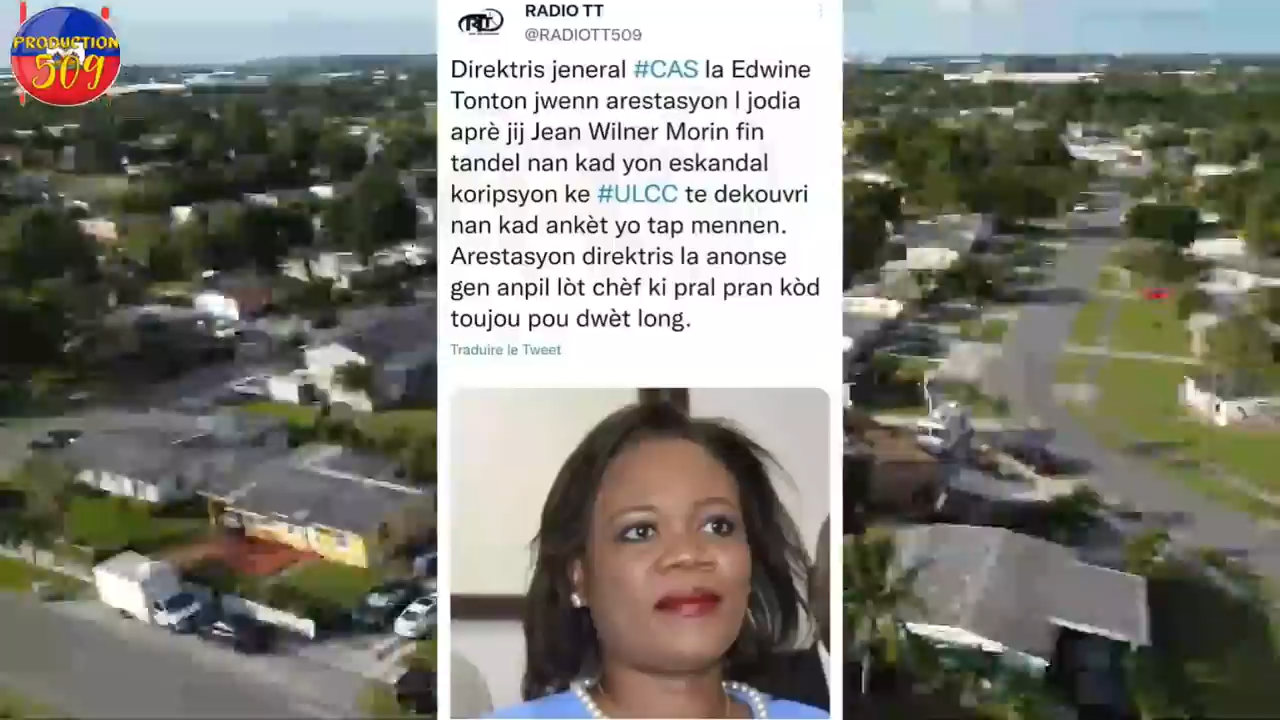 PRODUCTION
509
RADIO TT
@RADIOTT509
Direktris jeneral #CAS la Edwine
Tonton jwenn arestasyon l jodia
aprè jij Jean Wilner Morin fin
tandel nan kad yon eskandal
koripsyon ke #ULCC te dekouvri
nan kad ankèt yo tap mennen.
Arestasyon direktris la anonse
gen anpil lòt chèf ki pral pran kòd
toujou pou dwèt long.
Traduire le Tweet